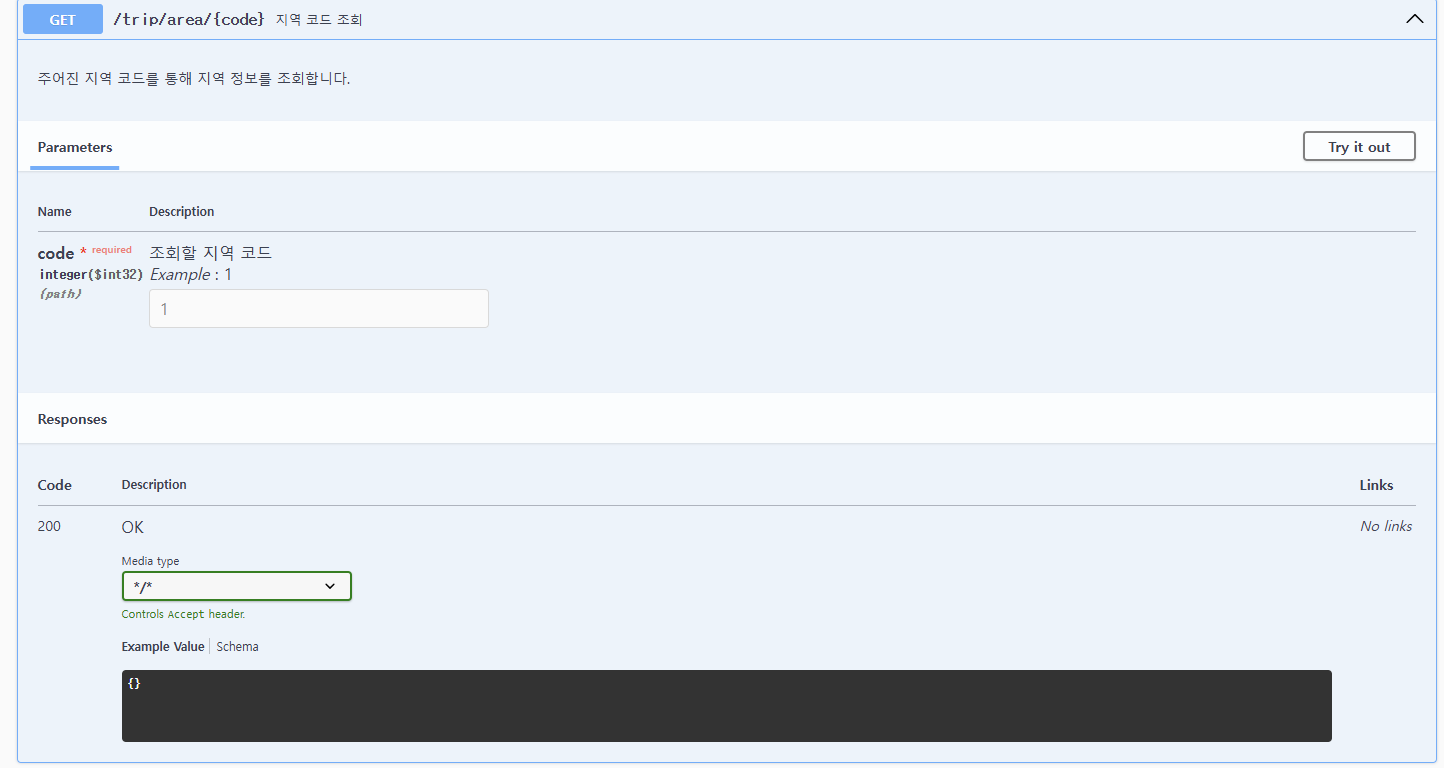 GET /trip/area/{code} 지역 코드 조회
주어진 지역 코드를 통해 지역 정보를 조회합니다.
Parameters
Try it out
Name Description
code * required 조회할 지역 코드
integer($int32) Example : 1
(path)
1
Responses
Code Description Links
200 OK No links
Media type
*/*
Controls Accept header.
Example Value Schema
{}